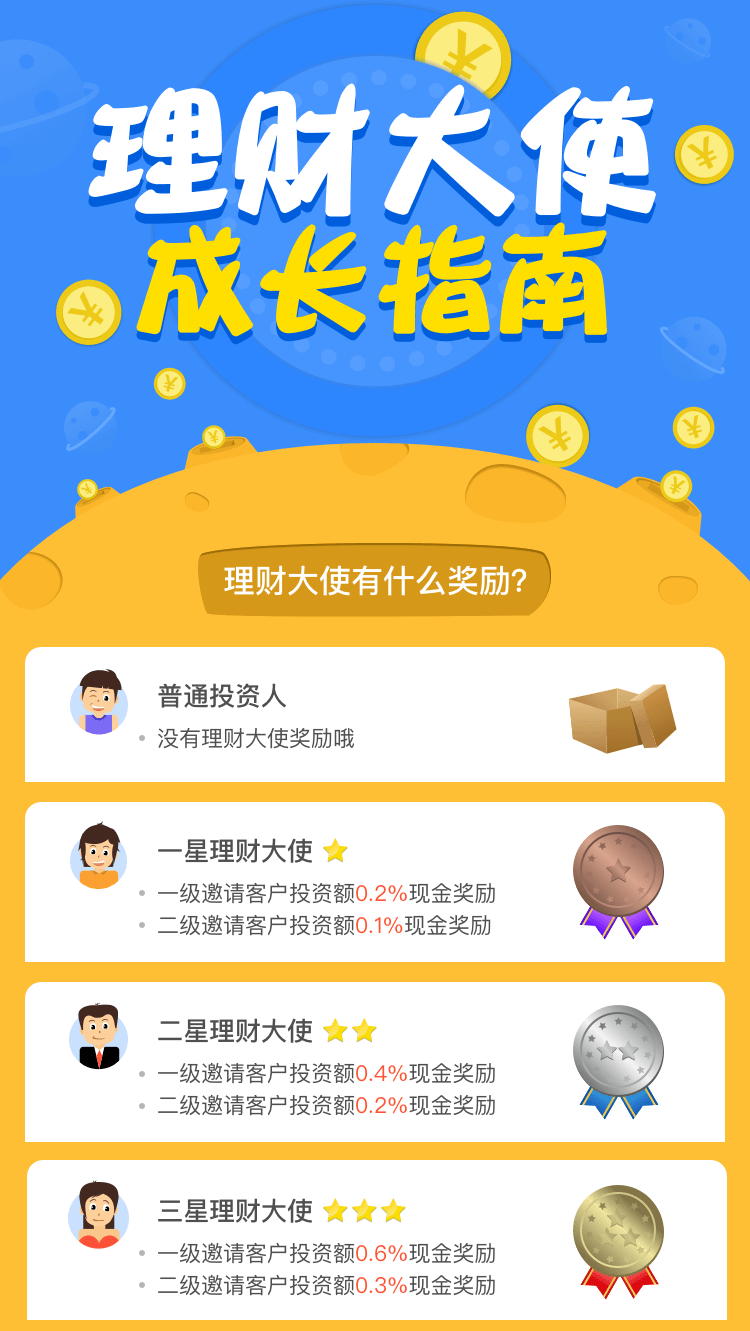 理财大使
成长指南
理财大使有什么奖励?
普通投资人
• 没有理财大使奖励哦
一星理财大使
• 一级邀请客户投资额0.2%现金奖励
• 二级邀请客户投资额0.1%现金奖励
二星理财大使
• 一级邀请客户投资额0.4%现金奖励
• 二级邀请客户投资额0.2%现金奖励
三星理财大使
• 一级邀请客户投资额0.6%现金奖励
• 二级邀请客户投资额0.3%现金奖励